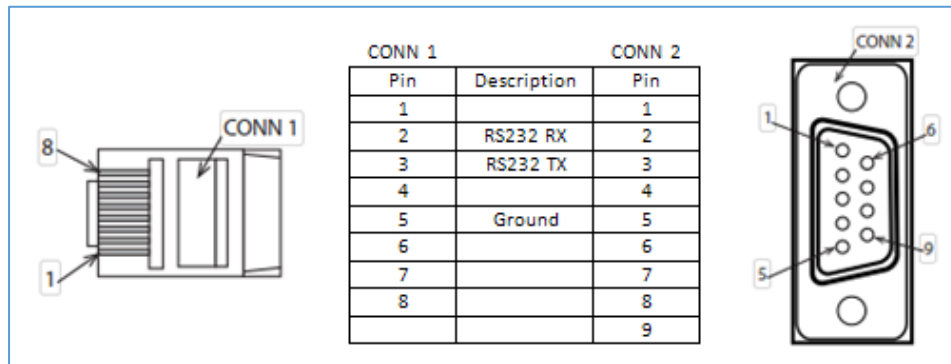 8
CONN 1
1
CONN 1 CONN 2
Pin Description Pin
1 1
2 RS232 RX 2
3 RS232 TX 3
4 4
5 Ground 5
6 6
7 7
8 8
9
CONN 2
1
6
5
9